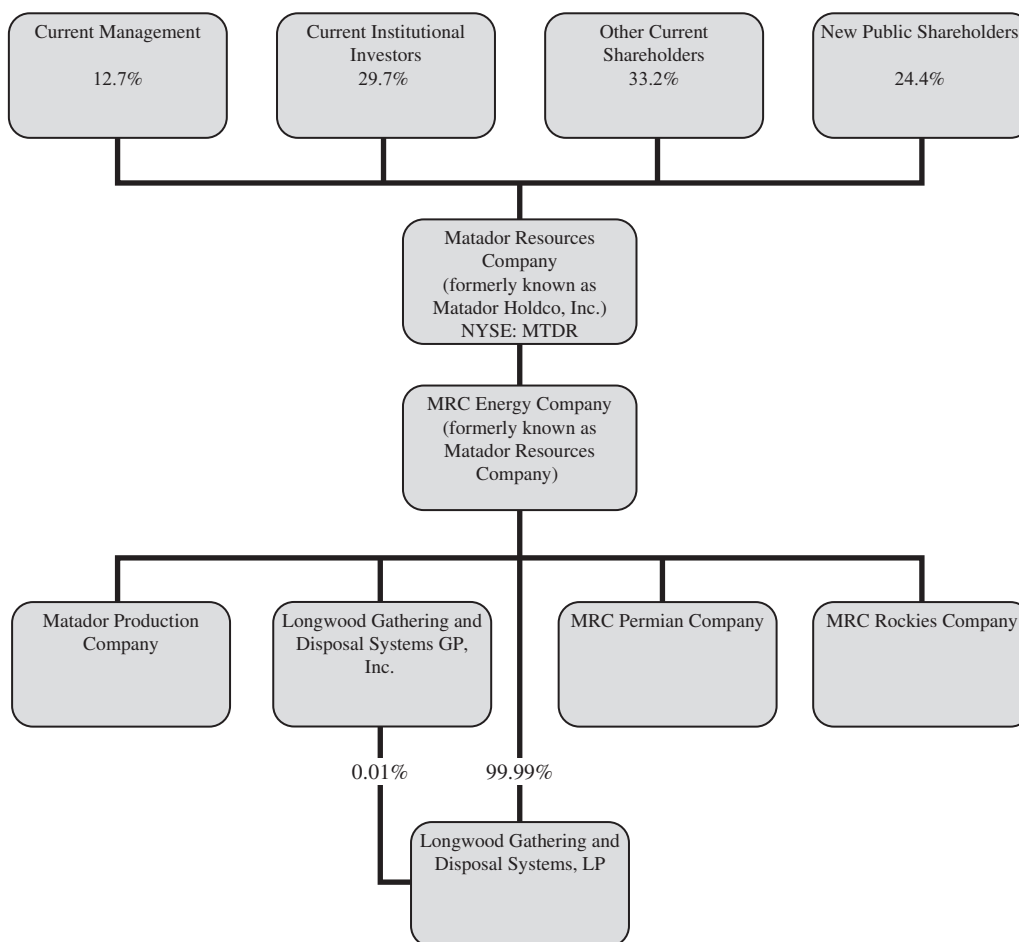 Current Management
12.7%
Current Institutional
Investors
29.7%
Other Current
Shareholders
33.2%
New Public Shareholders
24.4%
Matador Resources
Company
(formerly known as
Matador Holdco, Inc.)
NYSE: MTDR
MRC Energy Company
(formerly known as
Matador Resources
Company)
Matador Production
Company
Longwood Gathering and
Disposal Systems GP,
Inc.
MRC Permian Company
MRC Rockies Company
0.01%
99.99%
Longwood Gathering and
Disposal Systems, LP